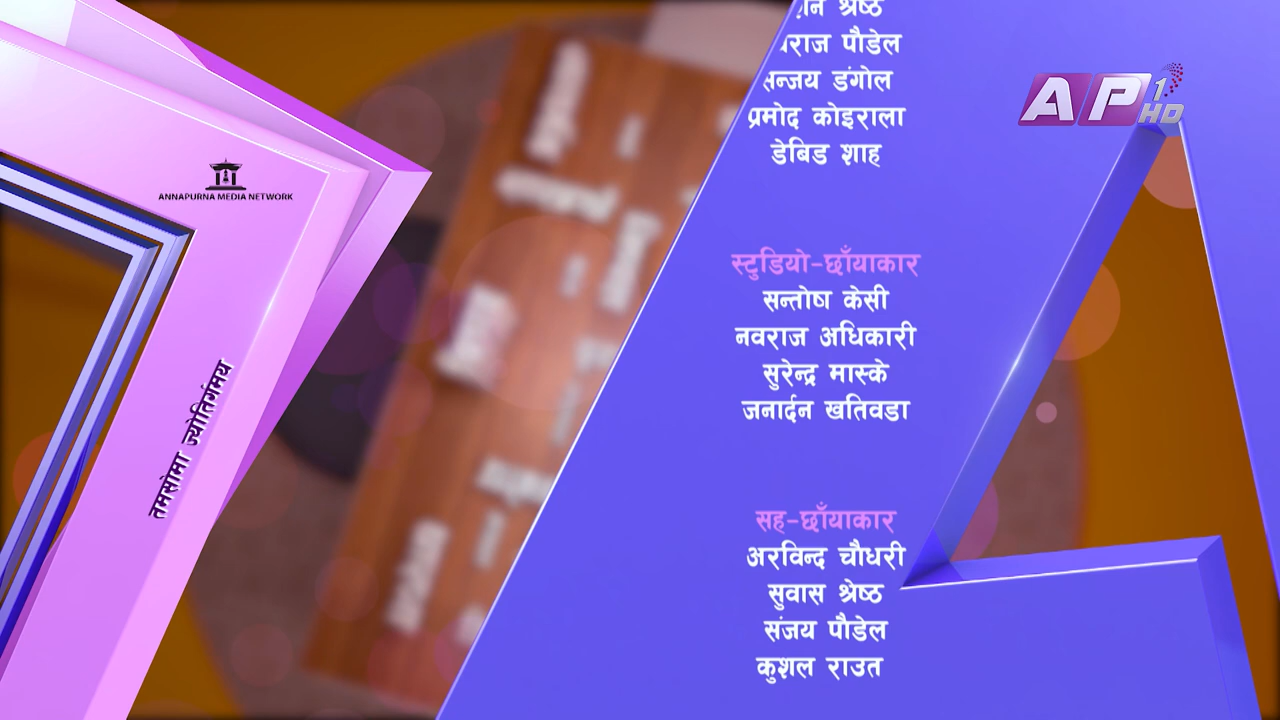 श्रेष्ठ
पौडेल
सन्जय डंगोल
प्रमोद कोइराला
डेबिड शाह
स्टुडियो-छाँयाकार
सन्तोष केसी
नवराज अधिकारी
सुरेन्द्र मास्के
जनार्दन खतिवडा
सह-छाँयाकार
अरविन्द चौधरी
सुवास श्रेष्ठ
संजय पौडेल
कुशल राउत
AP1 HD
ANNAPURNA MEDIA NETWORK
तमसोमा ज्योतिर्गमय